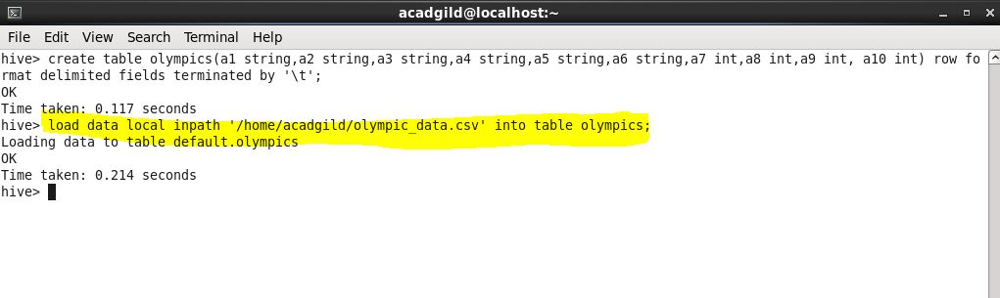 acadgild@localhost:~
File Edit View Search Terminal Help
hive> create table olympics(a1 string,a2 string,a3 string,a4 string,a5 string,a6 string,a7 int,a8 int,a9 int, a10 int) row fo
rmat delimited fields terminated by '\t';
OK
Time taken: 0.117 seconds
hive> load data local inpath '/home/acadgild/olympic_data.csv' into table olympics;
Loading data to table default.olympics
OK
Time taken: 0.214 seconds
hive>